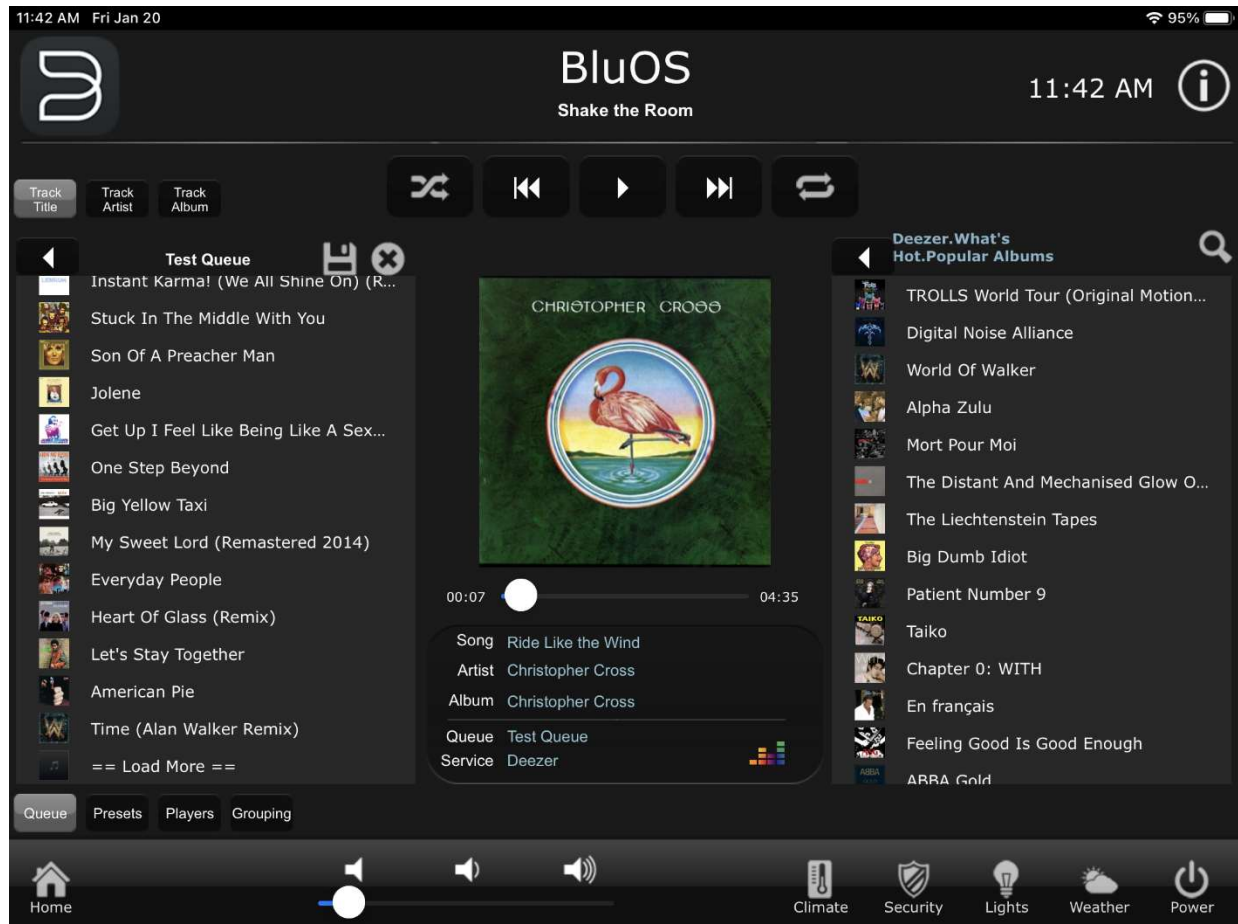 11:42 AM Fri Jan 20
95%
BluOS
Shake the Room
11:42 AM
Track
Title
Track
Artist
Track
Album
Test Queue
Instant Karma! (We All Shine On) (R...
Stuck In The Middle With You
Son Of A Preacher Man
Jolene
Get Up I Feel Like Being Like A Sex...
One Step Beyond
Big Yellow Taxi
My Sweet Lord (Remastered 2014)
Everyday People
Heart Of Glass (Remix)
Let's Stay Together
American Pie
Time (Alan Walker Remix)
== Load More ==
CHRISTOPHER CROSS
00:07
04:35
Song Ride Like the Wind
Artist Christopher Cross
Album Christopher Cross
Queue Test Queue
Service Deezer
Deezer.What's
Hot.Popular Albums
TROLLS World Tour (Original Motion...
Digital Noise Alliance
World Of Walker
Alpha Zulu
Mort Pour Moi
The Distant And Mechanised Glow O...
The Liechtenstein Tapes
Big Dumb Idiot
Patient Number 9
TAIKO
Taiko
Chapter 0: WITH
En français
Feeling Good Is Good Enough
ABBA
ABBA Gold
Queue
Presets
Players
Grouping
Home
Climate
Security
Lights
Weather
Power